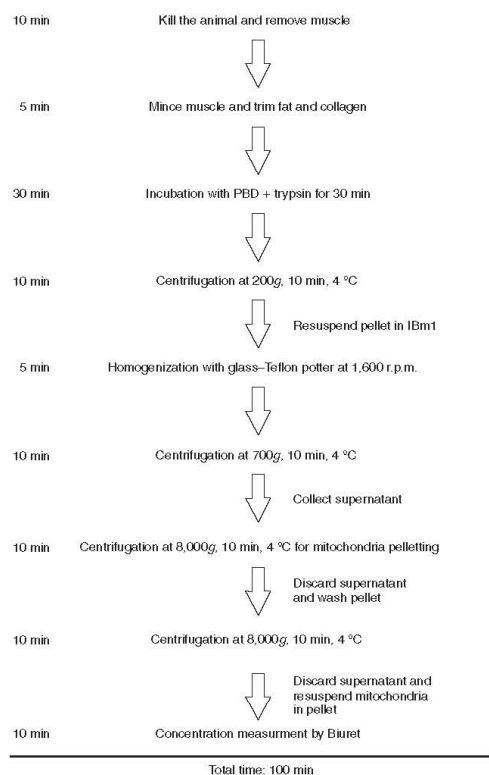 10 min Kill the animal and remove muscle
5 min Mince muscle and trim fat and collagen
30 min Incubation with PBD + trypsin for 30 min
10 min Centrifugation at 200g, 10 min, 4 °C
Resuspend pellet in IBm1
5 min Homogenization with glass–Teflon potter at 1,600 r.p.m.
10 min Centrifugation at 700g, 10 min, 4 °C
Collect supernatant
10 min Centrifugation at 8,000g, 10 min, 4 °C for mitochondria pelletting
Discard supernatant
and wash pellet
10 min Centrifugation at 8,000g, 10 min, 4 °C
Discard supernatant and
resuspend mitochondria
in pellet
10 min Concentration measurment by Biuret
Total time: 100 min